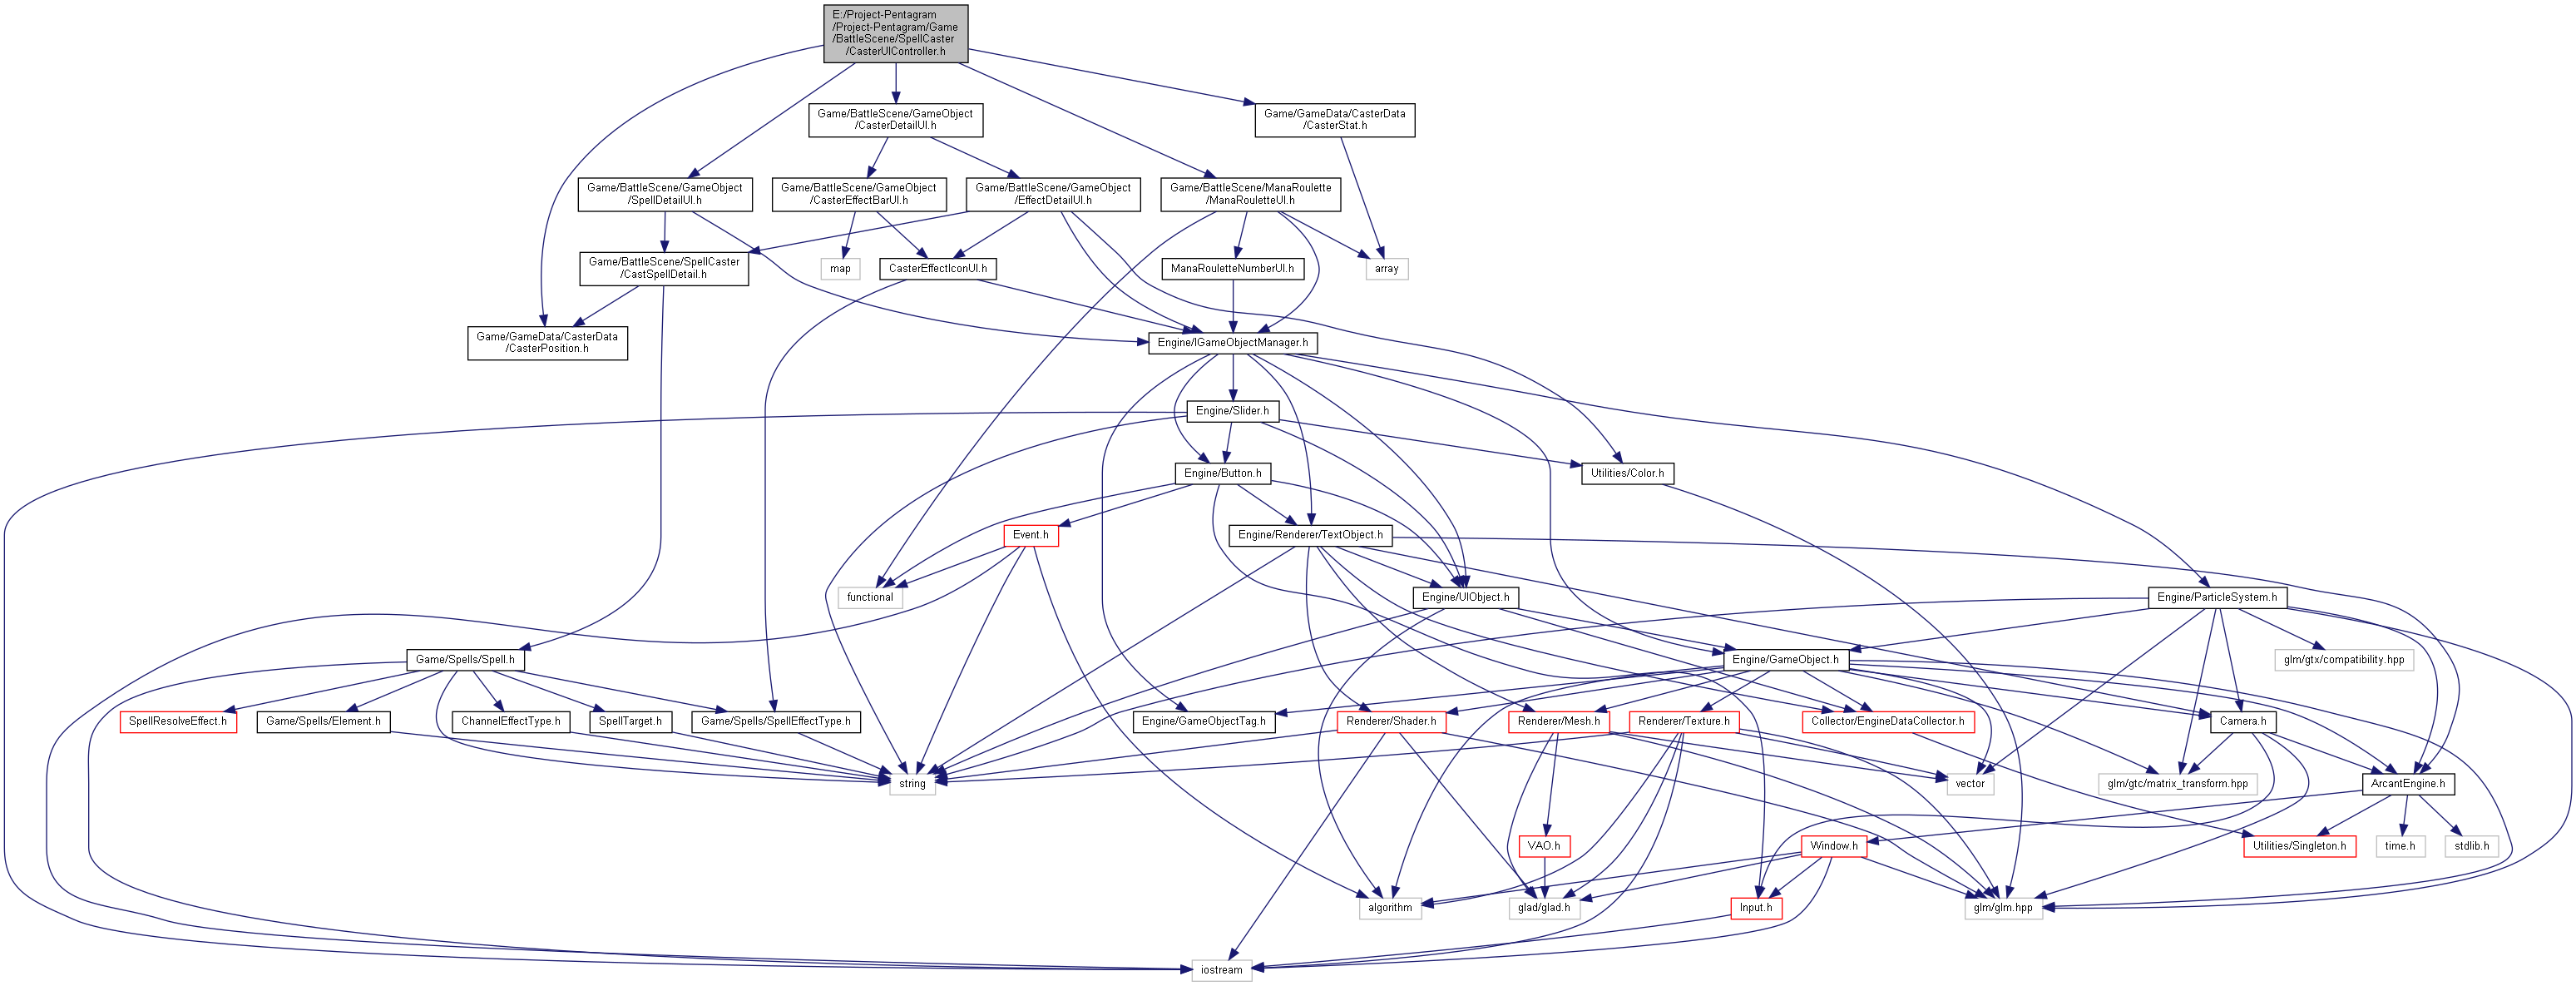 E:/Project-Pentagram
/Project-Pentagram/Game
/BattleScene/SpellCaster
/CasterUIController.h
Game/BattleScene/GameObject
/CasterDetailUI.h
Game/GameData/CasterData
/CasterStat.h
Game/BattleScene/GameObject
/SpellDetailUI.h
Game/BattleScene/GameObject
/CasterEffectBarUI.h
Game/BattleScene/GameObject
/EffectDetailUI.h
Game/BattleScene/ManaRoulette
/ManaRouletteUI.h
Game/BattleScene/SpellCaster
/CastSpellDetail.h
map
CasterEffectIconUI.h
ManaRouletteNumberUI.h
array
Game/GameData/CasterData
/CasterPosition.h
Engine/IGameObjectManager.h
Engine/Slider.h
Engine/Button.h
Utilities/Color.h
Event.h
Engine/Renderer/TextObject.h
functional
Engine/UIObject.h
Engine/ParticleSystem.h
Game/Spells/Spell.h
Engine/GameObject.h
glm/gtx/compatibility.hpp
SpellResolveEffect.h
Game/Spells/Element.h
ChannelEffectType.h
SpellTarget.h
Game/Spells/SpellEffectType.h
Engine/GameObjectTag.h
Renderer/Shader.h
Renderer/Mesh.h
Renderer/Texture.h
Collector/EngineDataCollector.h
Camera.h
string
vector
glm/gtc/matrix_transform.hpp
ArcantEngine.h
VAO.h
Window.h
Utilities/Singleton.h
time.h
stdlib.h
algorithm
glad/glad.h
Input.h
glm/glm.hpp
iostream